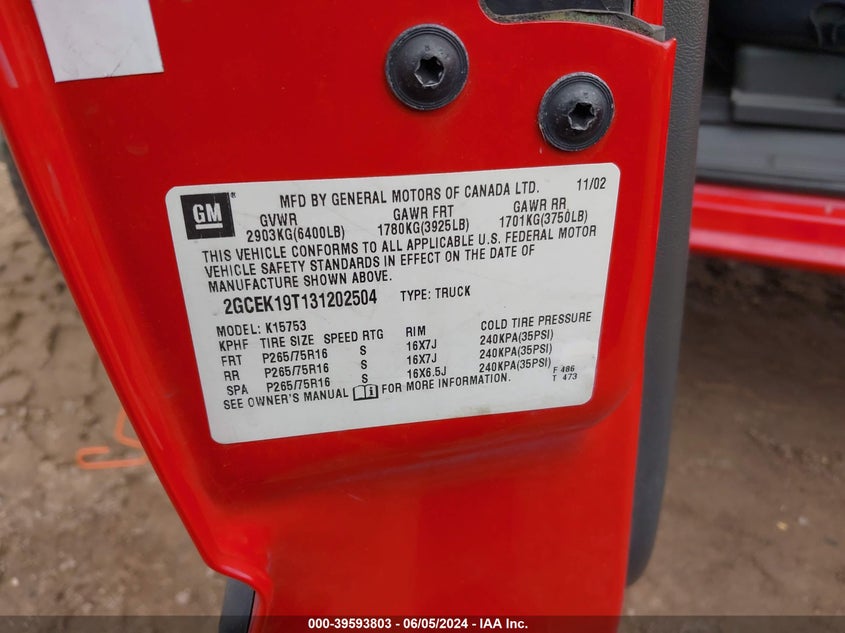 GM
MFD BY GENERAL MOTORS OF CANADA LTD. 11/02
GVWR GAWR FRT GAWR RR
2903KG(6400LB) 1780KG(3925LB) 1701KG(3750LB)
THIS VEHICLE CONFORMS TO ALL APPLICABLE U.S. FEDERAL MOTOR
VEHICLE SAFETY STANDARDS IN EFFECT ON THE DATE OF
MANUFACTURE SHOWN ABOVE.
2GCEK19T131202504 TYPE: TRUCK
MODEL: K15753
KPHF TIRE SIZE SPEED RTG RIM COLD TIRE PRESSURE
FRT P265/75R16 S 16X7J 240KPA(35PSI)
RR P265/75R16 S 16X7J 240KPA(35PSI)
SPA P265/75R16 S 16X6.5J 240KPA(35PSI)
SEE OWNER'S MANUAL FOR MORE INFORMATION.
F 486
T 473
000-39593803 - 06/05/2024 - IAA Inc.